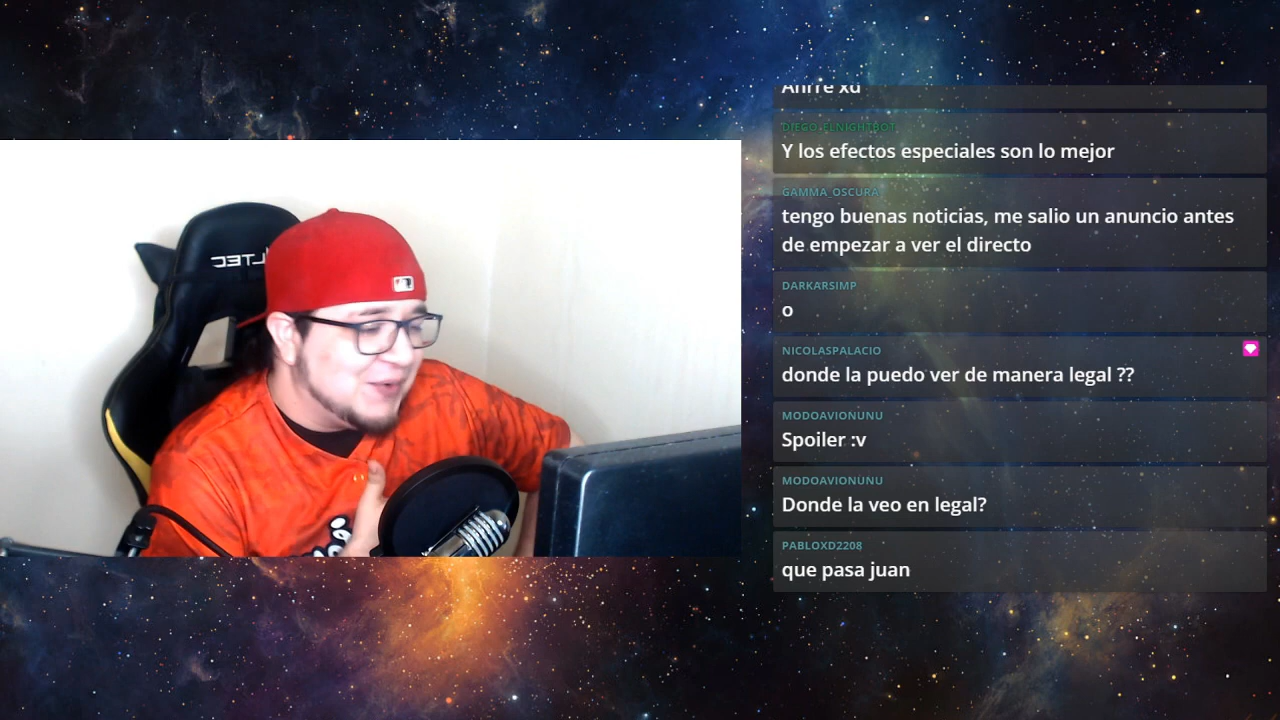 DIEGO_ELNIGHTBOT
Y los efectos especiales son lo mejor
GAMMA_OSCURA
tengo buenas noticias, me salio un anuncio antes
de empezar a ver el directo
DARKARSIMP
o
NICOLASPALACIO
donde la puedo ver de manera legal ??
MODOAVIONUNU
Spoiler :v
MODOAVIONUNU
Donde la veo en legal?
PABLOXD2208
que pasa juan